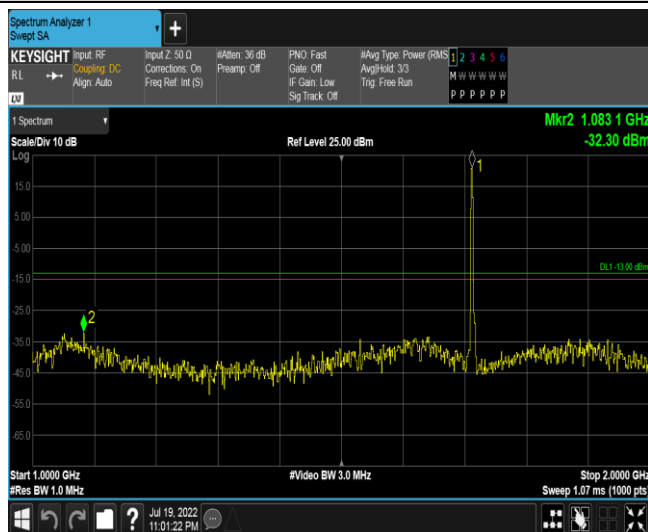 Spectrum Analyzer 1
Swept SA
KEYSIGHT
RL
LXI
Input: RF
Coupling: DC
Align: Auto
Input Z: 50 Ω
Corrections: On
Freq Ref: Int (S)
#Atten: 36 dB
Preamp: Off
PNO: Fast
Gate: Off
IF Gain: Low
Sig Track: Off
#Avg Type: Power (RMS
Avg|Hold: 3/3
Trig: Free Run
1 2 3 4 5 6
M W W W W W
P P P P P P
1 Spectrum
Mkr2 1.083 1 GHz
Scale/Div 10 dB
Ref Level 25.00 dBm
-32.30 dBm
Log
1
15.0
5.00
-5.00
DL1 -13.00 dBm
-15.0
-25.0
2
-35.0
-45.0
-55.0
-65.0
Start 1.0000 GHz
#Video BW 3.0 MHz
Stop 2.0000 GHz
#Res BW 1.0 MHz
Sweep 1.07 ms (1000 pts)
?
Jul 19, 2022
11:01:22 PM